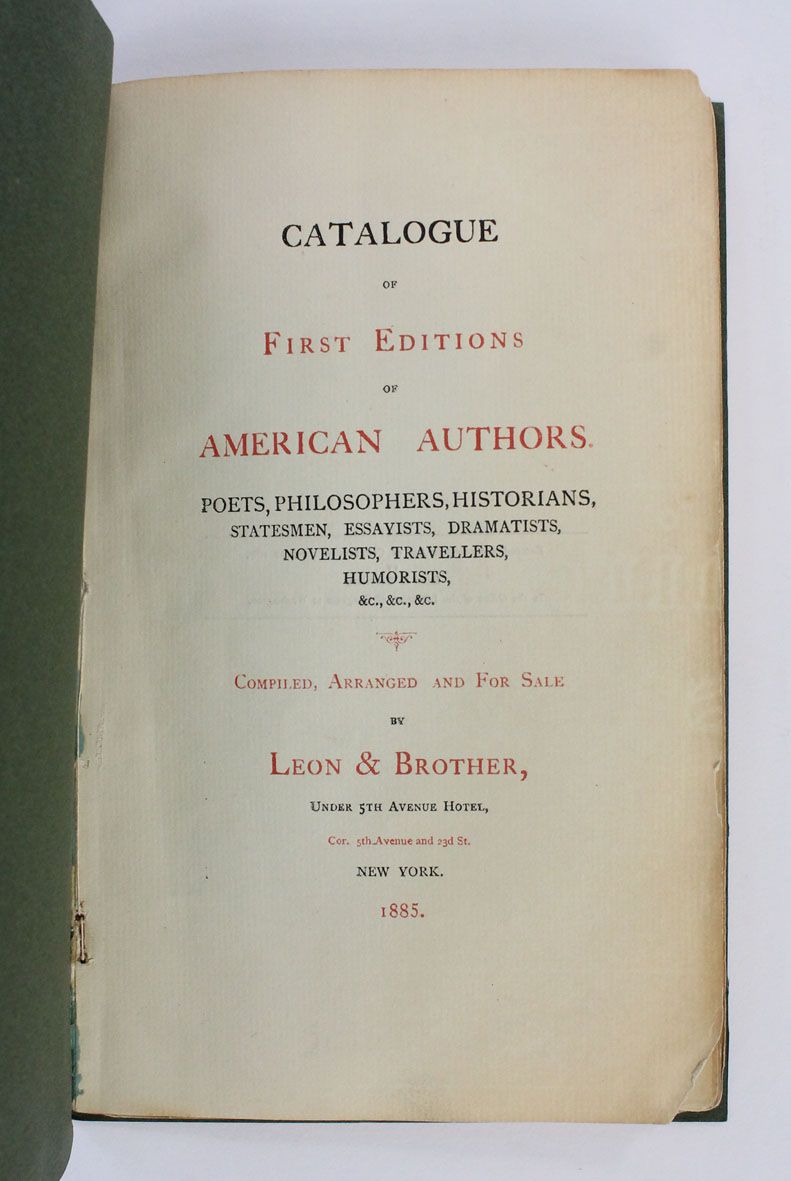 CATALOGUE
OF
FIRST EDITIONS
OF
AMERICAN AUTHORS.
POETS, PHILOSOPHERS, HISTORIANS,
STATESMEN, ESSAYISTS, DRAMATISTS,
NOVELISTS, TRAVELLERS,
HUMORISTS,
&C., &C., &C.
COMPILED, ARRANGED AND FOR SALE
BY
LEON & BROTHER,
UNDER 5TH AVENUE HOTEL,
Cor. 5th Avenue and 23d St.
NEW YORK.
1885.